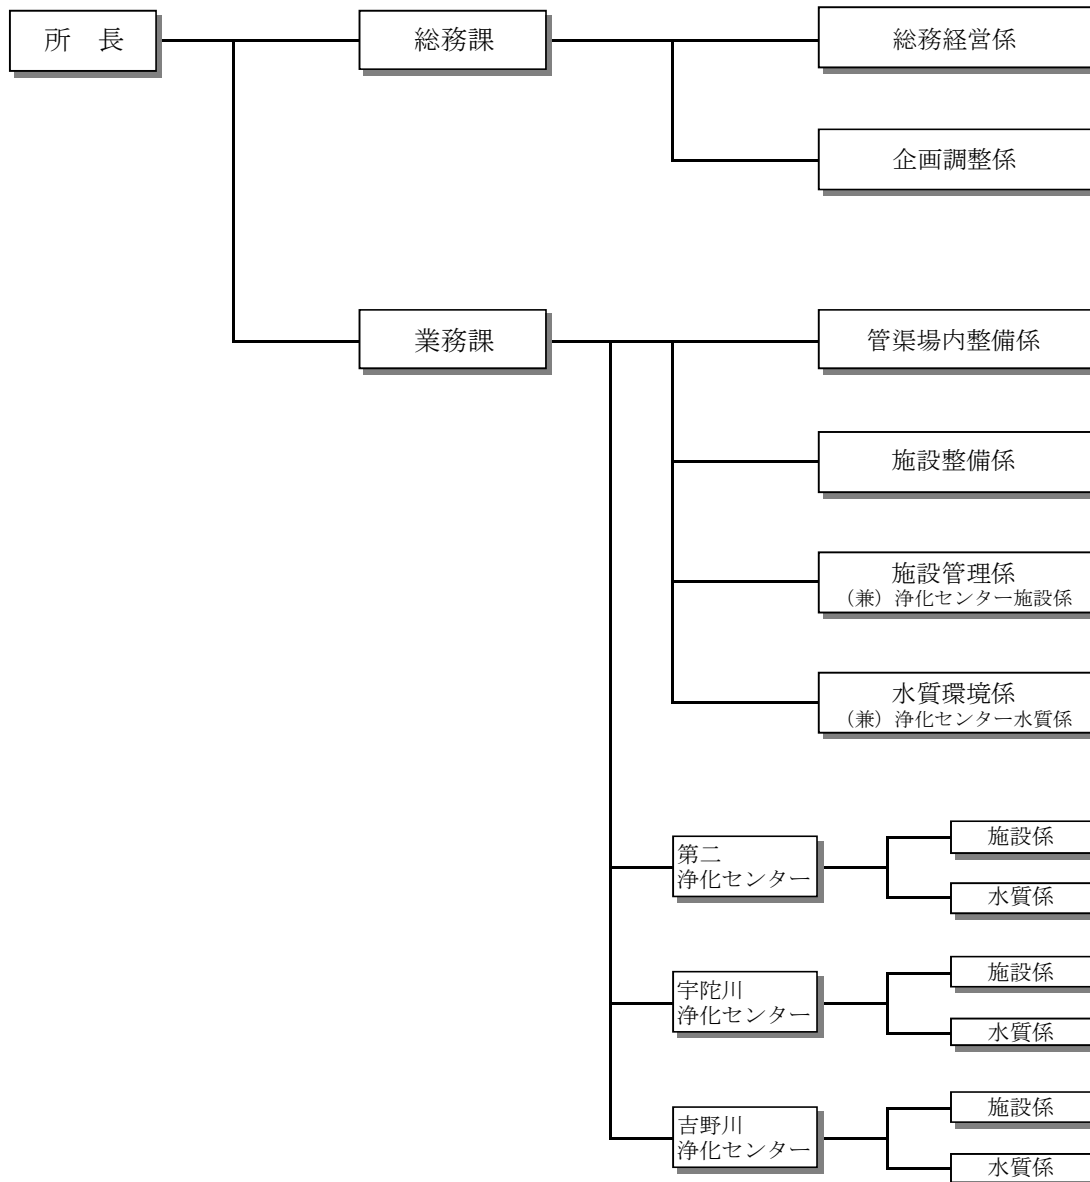 所　長
総務課
総務経営係
企画調整係
業務課
管渠場内整備係
施設整備係
施設管理係
（兼）浄化センター施設係
水質環境係
（兼）浄化センター水質係
第二
浄化センター
施設係
水質係
宇陀川
浄化センター
施設係
水質係
吉野川
浄化センター
施設係
水質係